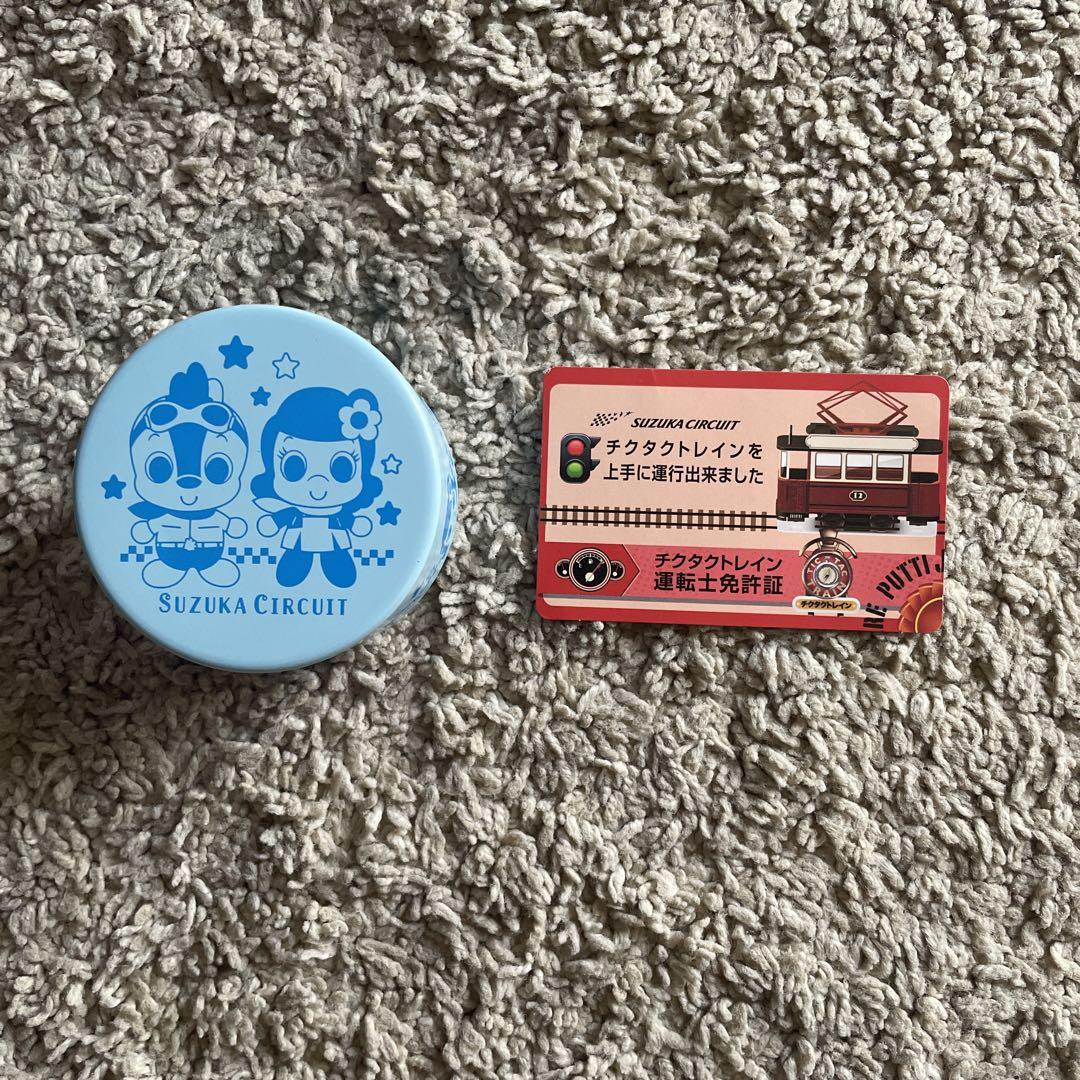 SUZUKA CIRCUIT
SUZUKA CIRCUIT
チクタクトレインを
上手に運行出来ました
12
チクタクトレイン
運転士免許証
チクタクトレイン
RE: PUTTI